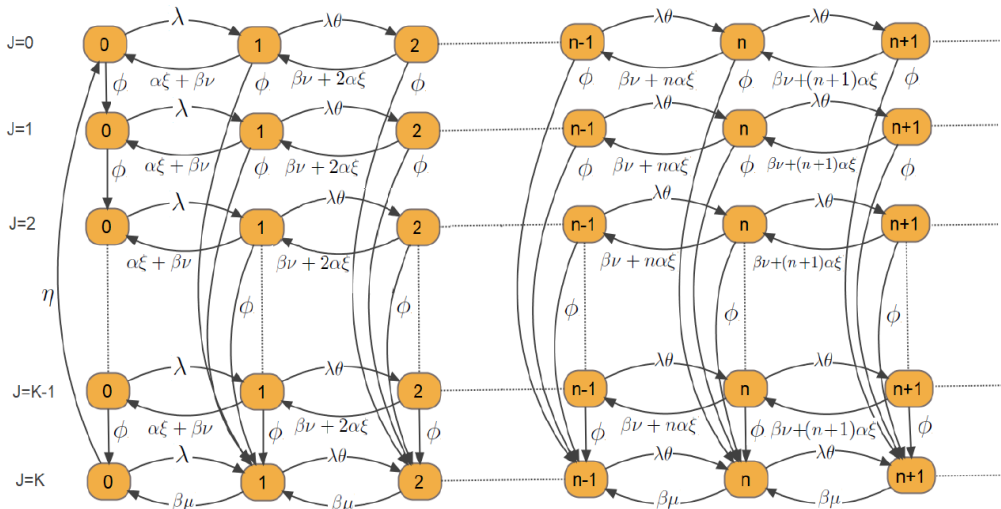 λ λθ λθ λθ
J=0 0 1 2 n-1 n n+1
ϕ αξ + βν ϕ βν + 2αξ ϕ ϕ βν + nαξ ϕ βν+(n+1)αξ ϕ
λ λθ λθ λθ
J=1 0 1 2 n-1 n n+1
ϕ αξ + βν ϕ βν + 2αξ ϕ ϕ βν + nαξ ϕ βν+(n+1)αξ ϕ
λ λθ λθ λθ
J=2 0 1 2 n-1 n n+1
αξ + βν βν + 2αξ βν + nαξ βν+(n+1)αξ
η ϕ ϕ ϕ ϕ ϕ
λ λθ λθ λθ
J=K-1 0 1 2 n-1 n n+1
ϕ αξ + βν ϕ βν + 2αξ ϕ ϕ βν + nαξ ϕ βν+(n+1)αξ ϕ
λ λθ λθ λθ
J=K 0 1 2 n-1 n n+1
βμ βμ βμ βμ